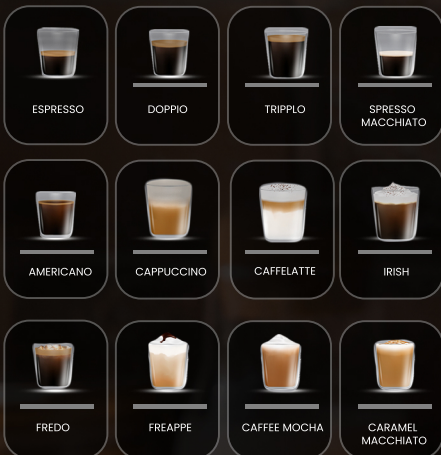 ESPRESSO
DOPPIO
TRIPPLO
SPRESSO
MACCHIATO
AMERICANO
CAPPUCCINO
CAFFELATTE
IRISH
FREDO
FREAPPE
CAFFEE MOCHA
CARAMEL
MACCHIATO